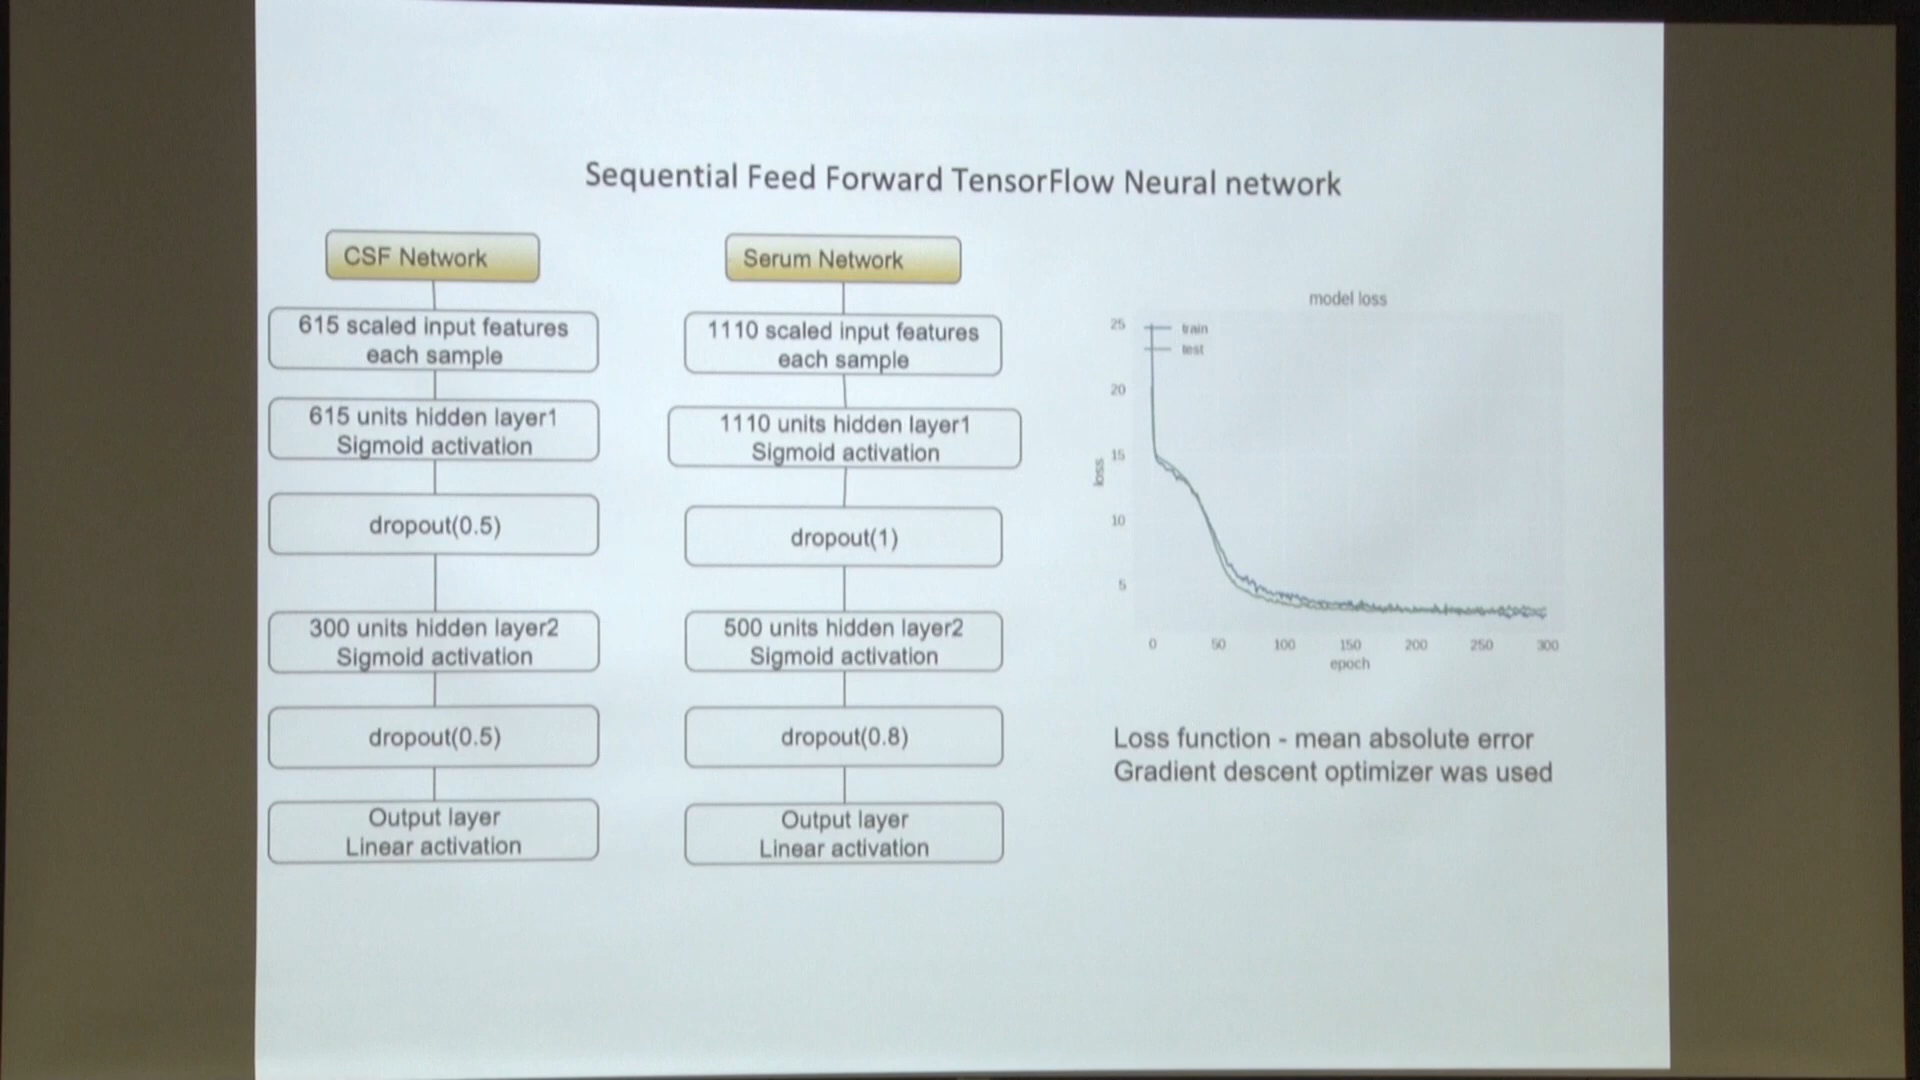 Sequential Feed Forward TensorFlow Neural network
CSF Network
615 scaled input features
each sample
615 units hidden layer1
Sigmoid activation
dropout(0.5)
300 units hidden layer2
Sigmoid activation
dropout(0.5)
Output layer
Linear activation
Serum Network
1110 scaled input features
each sample
1110 units hidden layer1
Sigmoid activation
dropout(1)
500 units hidden layer2
Sigmoid activation
dropout(0.8)
Output layer
Linear activation
model loss
train
test
25
20
15
10
5
loss
0 50 100 150 200 250 300
epoch
Loss function - mean absolute error
Gradient descent optimizer was used